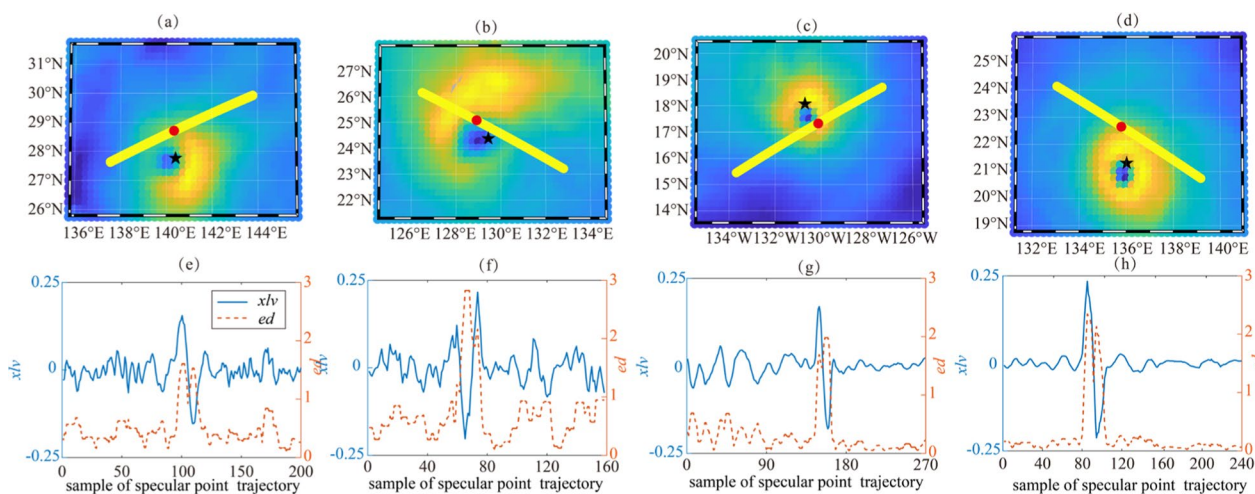 (a)
31°N
30°N
29°N
28°N
27°N
26°N
136°E 138°E 140°E 142°E 144°E
(b)
27°N
26°N
25°N
24°N
23°N
22°N
126°E 128°E 130°E 132°E 134°E
(c)
20°N
19°N
18°N
17°N
16°N
15°N
14°N
134°W 132°W 130°W 128°W 126°W
(d)
25°N
24°N
23°N
22°N
21°N
20°N
19°N
132°E 134°E 136°E 138°E 140°E
(e)
0.25
0
-0.25
xlv
xlv
ed
3
2
1
0
ed
0 50 100 150 200
sample of specular point trajectory
(f)
0.25
0
-0.25
xlv
3
2
1
0
ed
0 40 80 120 160
sample of specular point trajectory
(g)
0.25
0
-0.25
xlv
3
2
1
0
ed
0 90 180 270
sample of specular point trajectory
(h)
0.25
0
-0.25
xlv
3
2
1
0
ed
0 40 80 120 160 200 240
sample of specular point trajectory